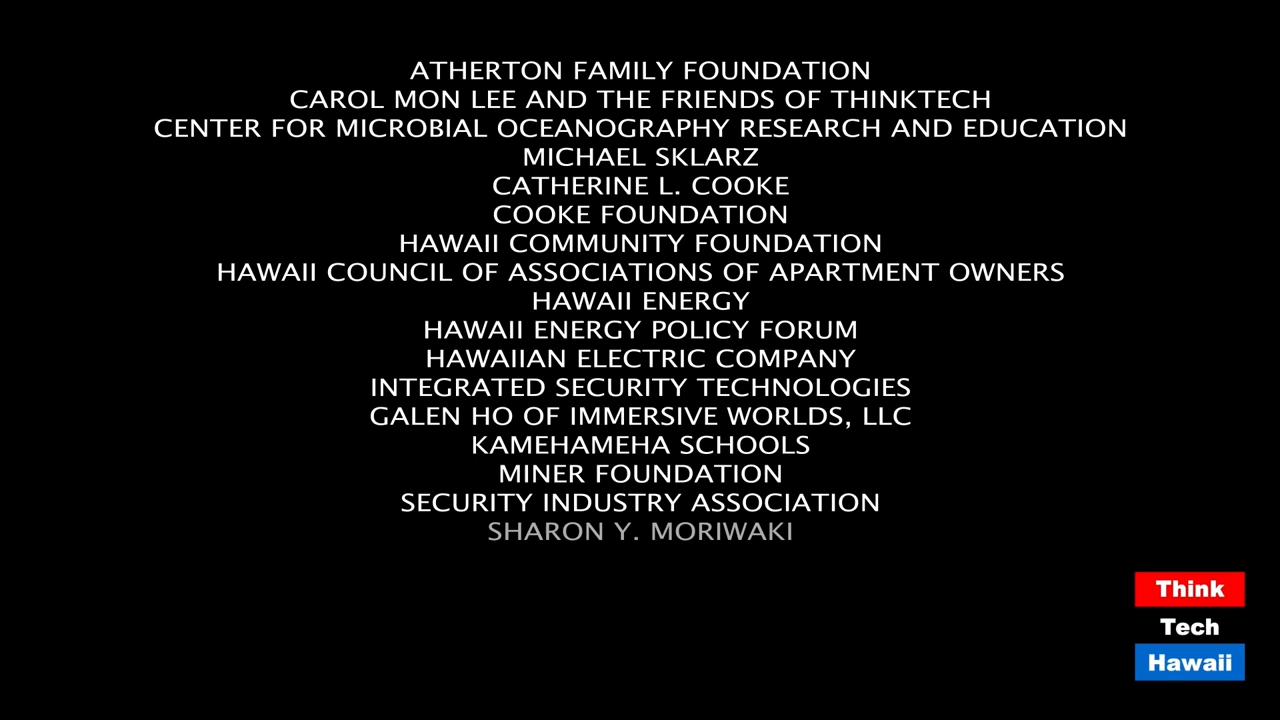 ATHERTON FAMILY FOUNDATION
CAROL MON LEE AND THE FRIENDS OF THINKTECH
CENTER FOR MICROBIAL OCEANOGRAPHY RESEARCH AND EDUCATION
MICHAEL SKLARZ
CATHERINE L. COOKE
COOKE FOUNDATION
HAWAII COMMUNITY FOUNDATION
HAWAII COUNCIL OF ASSOCIATIONS OF APARTMENT OWNERS
HAWAII ENERGY
HAWAII ENERGY POLICY FORUM
HAWAIIAN ELECTRIC COMPANY
INTEGRATED SECURITY TECHNOLOGIES
GALEN HO OF IMMERSIVE WORLDS, LLC
KAMEHAMEHA SCHOOLS
MINER FOUNDATION
SECURITY INDUSTRY ASSOCIATION
SHARON Y. MORIWAKI
Think
Tech
Hawaii